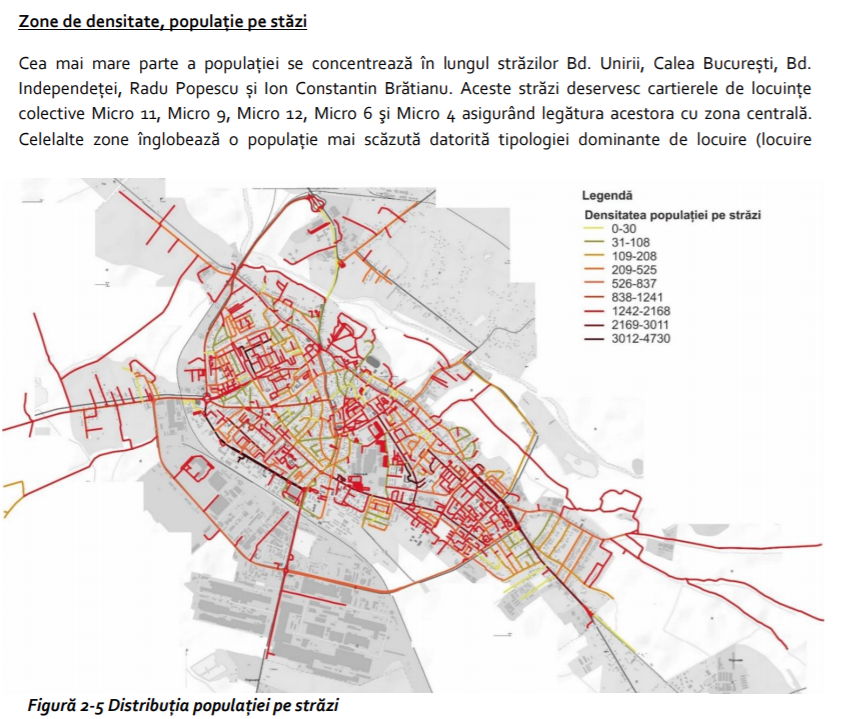 Zone de densitate, populație pe stăzi
Cea mai mare parte a populației se concentrează în lungul străzilor Bd. Unirii, Calea București, Bd.
Independeței, Radu Popescu și Ion Constantin Brătianu. Aceste străzi deservesc cartierele de locuințe
colective Micro 11, Micro 9, Micro 12, Micro 6 şi Micro 4 asigurând legătura acestora cu zona centrală.
Celelalte zone înglobează o populație mai scăzută datorită tipologiei dominante de locuire (locuire
Legendă
Densitatea populației pe străzi
0-30
31-108
109-208
209-525
526-837
838-1241
1242-2168
2169-3011
3012-4730
Figură 2-5 Distribuția populației pe străzi